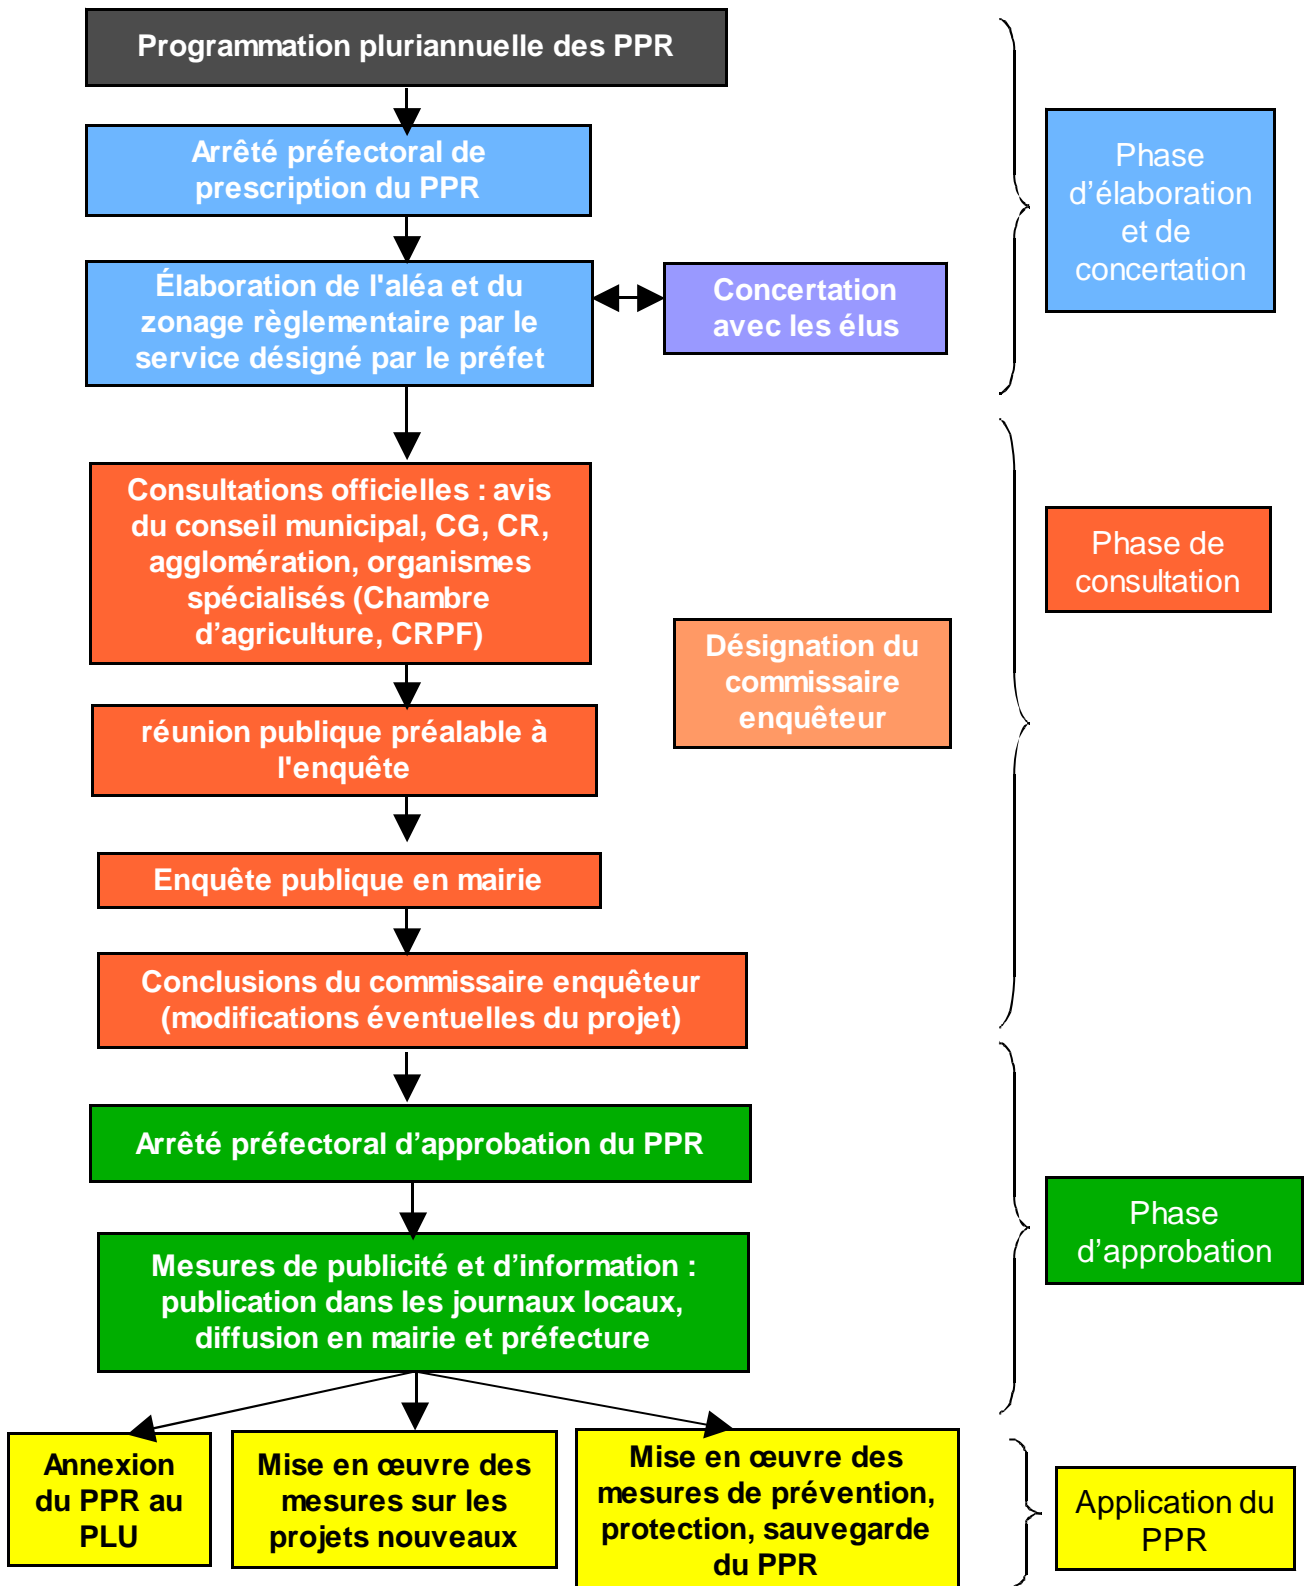 Programmation pluriannuelle des PPR
Arrêté préfectoral de
prescription du PPR
Phase
d'élaboration
et de
concertation
Élaboration de l'aléa et du
zonage règlementaire par le
service désigné par le préfet
Concertation
avec les élus
Consultations officielles : avis
du conseil municipal, CG, CR,
agglomération, organismes
spécialisés (Chambre
d’agriculture, CRPF)
Phase de
consultation
Désignation du
commissaire
enquêteur
réunion publique préalable à
l'enquête
Enquête publique en mairie
Conclusions du commissaire enquêteur
(modifications éventuelles du projet)
Arrêté préfectoral d’approbation du PPR
Phase
d’approbation
Mesures de publicité et d’information :
publication dans les journaux locaux,
diffusion en mairie et préfecture
Annexion
du PPR au
PLU
Mise en œuvre des
mesures sur les
projets nouveaux
Mise en œuvre des
mesures de prévention,
protection, sauvegarde
du PPR
Application du
PPR